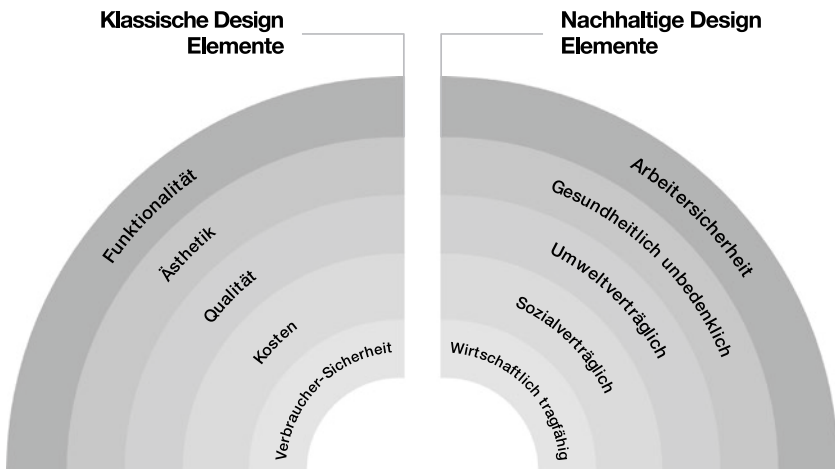 Klassische Design
Elemente
Funktionalität
Ästhetik
Qualität
Kosten
Verbraucher-Sicherheit
Nachhaltige Design
Elemente
Arbeitersicherheit
Gesundheitlich unbedenklich
Umweltverträglich
Sozialverträglich
Wirtschaftlich tragfähig